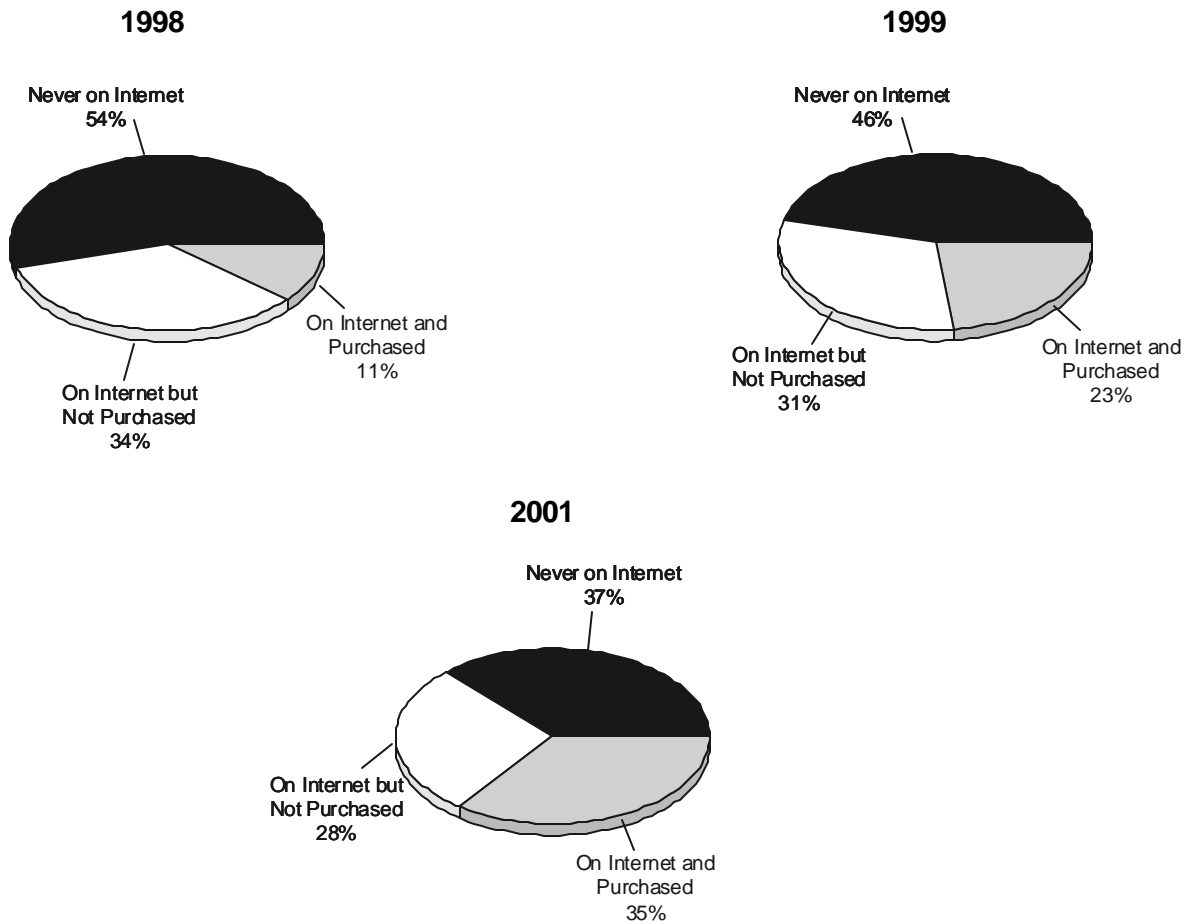 1998
Never on Internet
54%
On Internet and
Purchased
11%
On Internet but
Not Purchased
34%
1999
Never on Internet
46%
On Internet but
Not Purchased
31%
On Internet and
Purchased
23%
2001
Never on Internet
37%
On Internet but
Not Purchased
28%
On Internet and
Purchased
35%